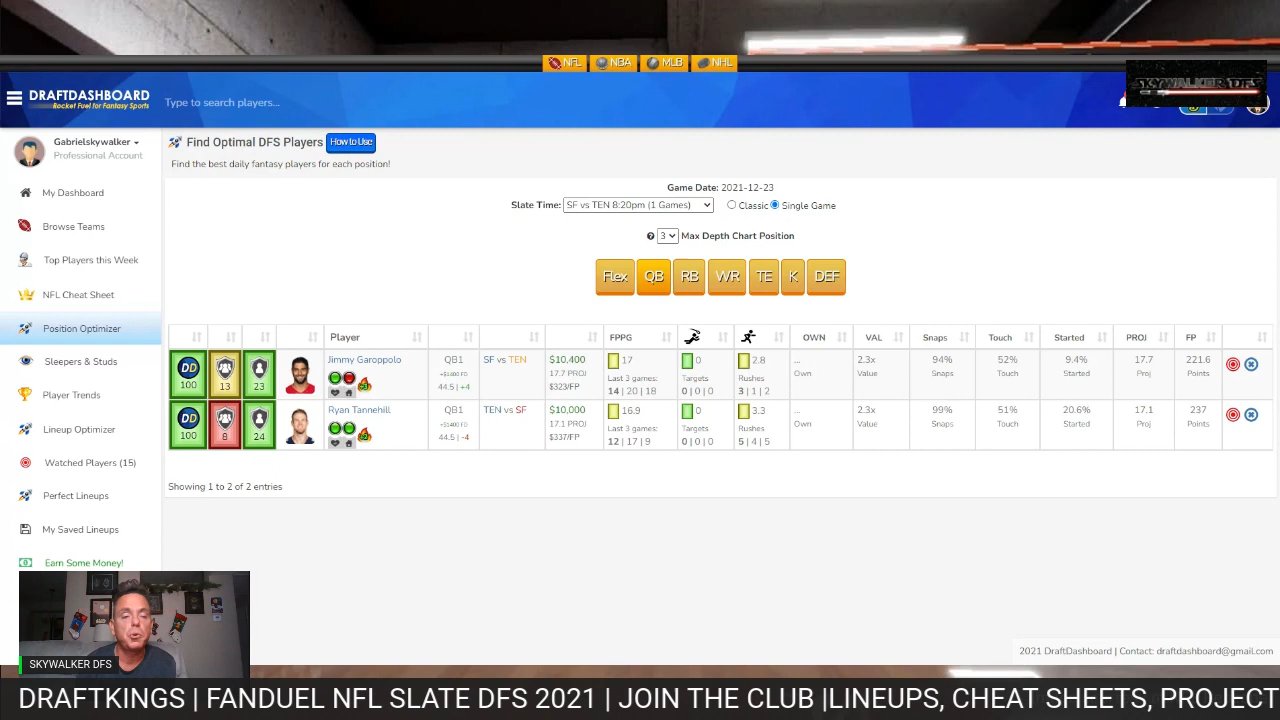 NFL NBA MLB NHL
DRAFTDASHBOARD
Rocket Fuel for Fantasy Sports
Type to search players...
SKYWALKER DFS
Gabrielskywalker
Professional Account
My Dashboard
Browse Teams
Top Players this Week
NFL Cheat Sheet
Position Optimizer
Sleepers & Studs
Player Trends
Lineup Optimizer
Watched Players (15)
Perfect Lineups
My Saved Lineups
Earn Some Money!
Find Optimal DFS Players How to Use
Find the best daily fantasy players for each position!
Game Date: 2021-12-23
Slate Time: SF vs TEN 8:20pm (1 Games) Classic Single Game
3 Max Depth Chart Position
Flex QB RB WR TE K DEF
Player FPPG OWN VAL Snaps Touch Started PROJ FP
DD 13 23 Jimmy Garoppolo QB1 SF vs TEN $10,400 17 0 2.8 ... 2.3x 94% 52% 9.4% 17.7 221.6
100 +$1400 FD 17.7 PROJ Last 3 games: Targets Rushes Own Value Snaps Touch Started Proj Points
44.5 | +4 $323/FP 14 | 20 | 18 0 | 0 | 0 3 | 1 | 2
DD 8 24 Ryan Tannehill QB1 TEN vs SF $10,000 16.9 0 3.3 ... 2.3x 99% 51% 20.6% 17.1 237
100 17.1 PROJ Last 3 games: Targets Rushes Own Value Snaps Touch Started Proj Points
44.5 | -4 $337/FP 12 | 17 | 9 0 | 0 | 0 5 | 4 | 5
Showing 1 to 2 of 2 entries
2021 DraftDashboard | Contact: draftdashboard@gmail.com
SKYWALKER DFS
DRAFTKINGS | FANDUEL NFL SLATE DFS 2021 | JOIN THE CLUB |LINEUPS, CHEAT SHEETS, PROJECT